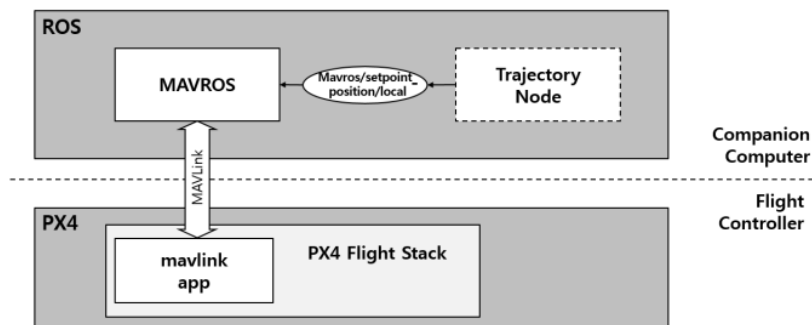 ROS
MAVROS
Mavros/setpoint_
position/local
Trajectory
Node
Companion
Computer
MAVLink
Flight
Controller
PX4
PX4 Flight Stack
mavlink
app